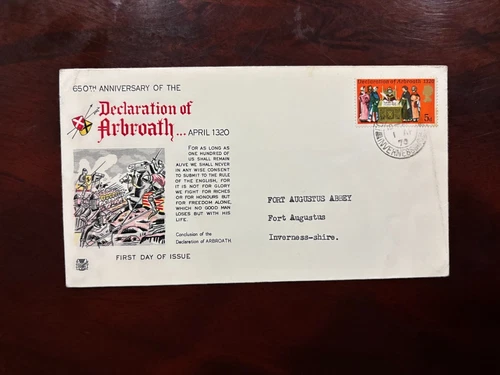 650TH ANNIVERSARY OF THE
Declaration of
Arbroath... APRIL 1320
FOR AS LONG AS
ONE HUNDRED OF
US SHALL REMAIN
ALIVE WE SHALL NEVER
IN ANY WISE CONSENT
TO SUBMIT TO THE RULE
OF THE ENGLISH, FOR
IT IS NOT FOR GLORY
WE FIGHT FOR RICHES
OR FOR HONOURS BUT
FOR FREEDOM ALONE,
WHICH NO GOOD MAN
LOSES BUT WITH HIS
LIFE.
Conclusion of the
Declaration of ARBROATH.
FIRST DAY OF ISSUE
Declaration of Arbroath 1320
5d
1
70
INVERNESS
FORT AUGUSTUS ABBEY
Fort Augustus
Inverness-shire.